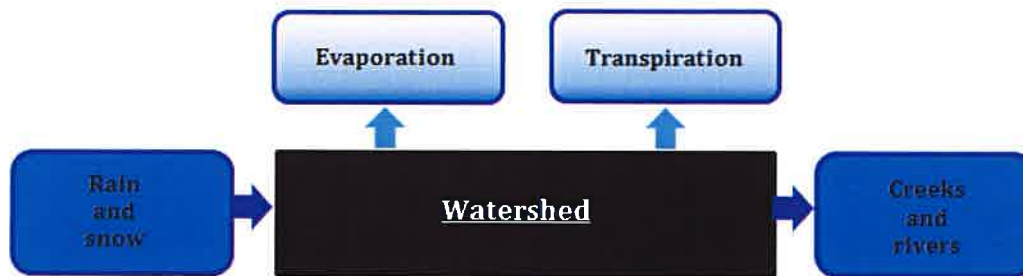 Evaporation
Transpiration
Rain
and
snow
Watershed
Creeks
and
rivers